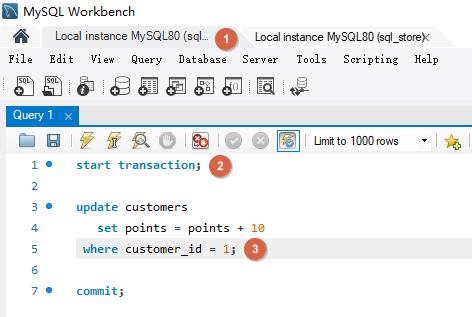 MySQL Workbench
Local instance MySQL80 (sql... 1 Local instance MySQL80 (sql_store)
File Edit View Query Database Server Tools Scripting Help
Query 1
Limit to 1000 rows
1 start transaction; 2
2
3 update customers
4 set points = points + 10
5 where customer_id = 1; 3
6
7 commit;